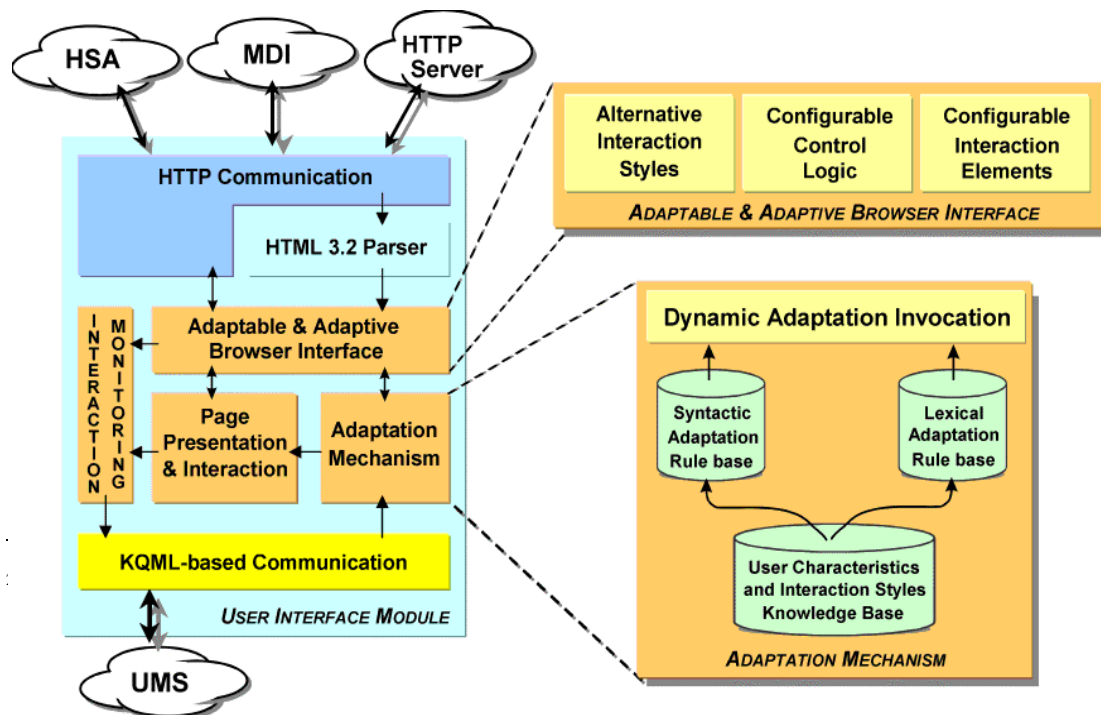 HSA
MDI
HTTP
Server
HTTP Communication
HTML 3.2 Parser
Adaptable & Adaptive
Browser Interface
INTERACTION
MONITORING
Page
Presentation
& Interaction
Adaptation
Mechanism
KQML-based Communication
USER INTERFACE MODULE
UMS
Alternative
Interaction
Styles
Configurable
Control
Logic
Configurable
Interaction
Elements
ADAPTABLE & ADAPTIVE BROWSER INTERFACE
Dynamic Adaptation Invocation
Syntactic
Adaptation
Rule base
Lexical
Adaptation
Rule base
User Characteristics
and Interaction Styles
Knowledge Base
ADAPTATION MECHANISM